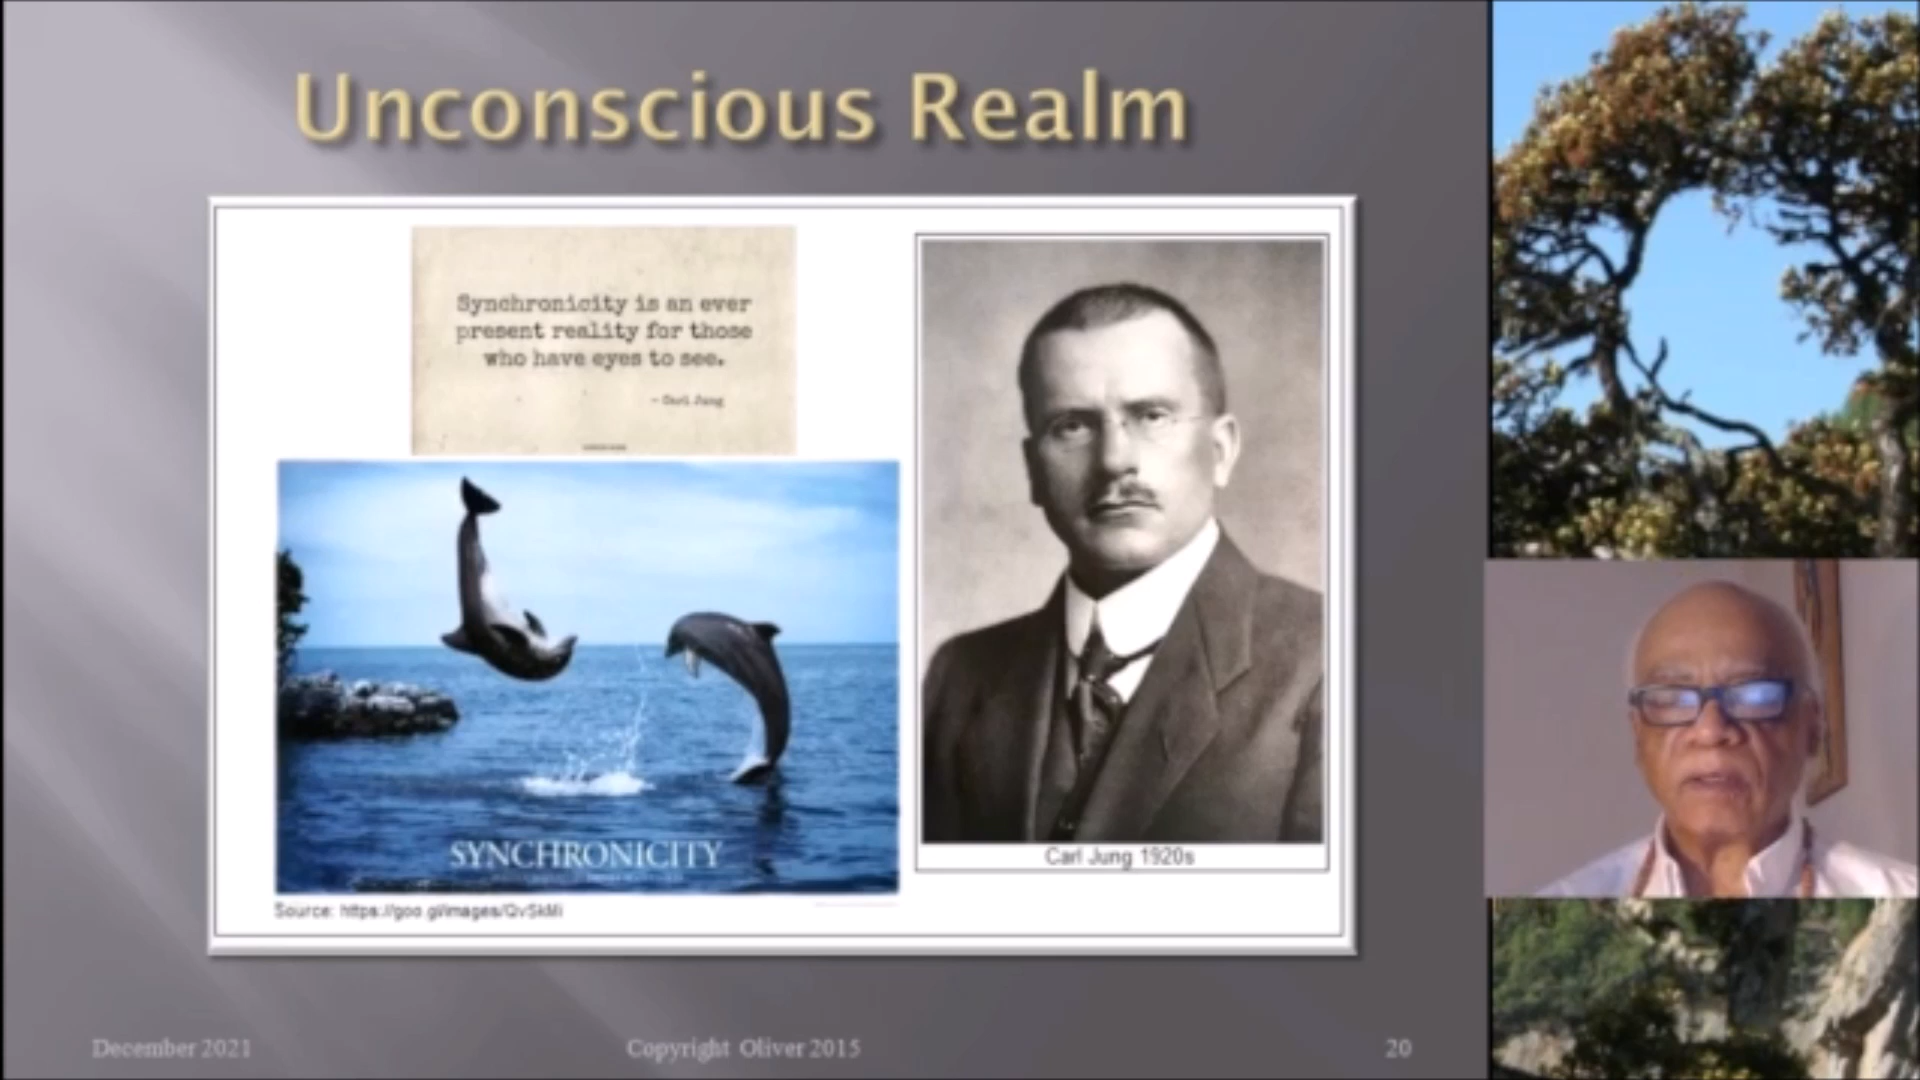 Unconscious Realm
Synchronicity is an ever
present reality for those
who have eyes to see.
- Carl Jung
SYNCHRONICITY
Carl Jung 1920s
Source: https://goo.gl/images/QvSkMi
December 2021
Copyright Oliver 2015
20